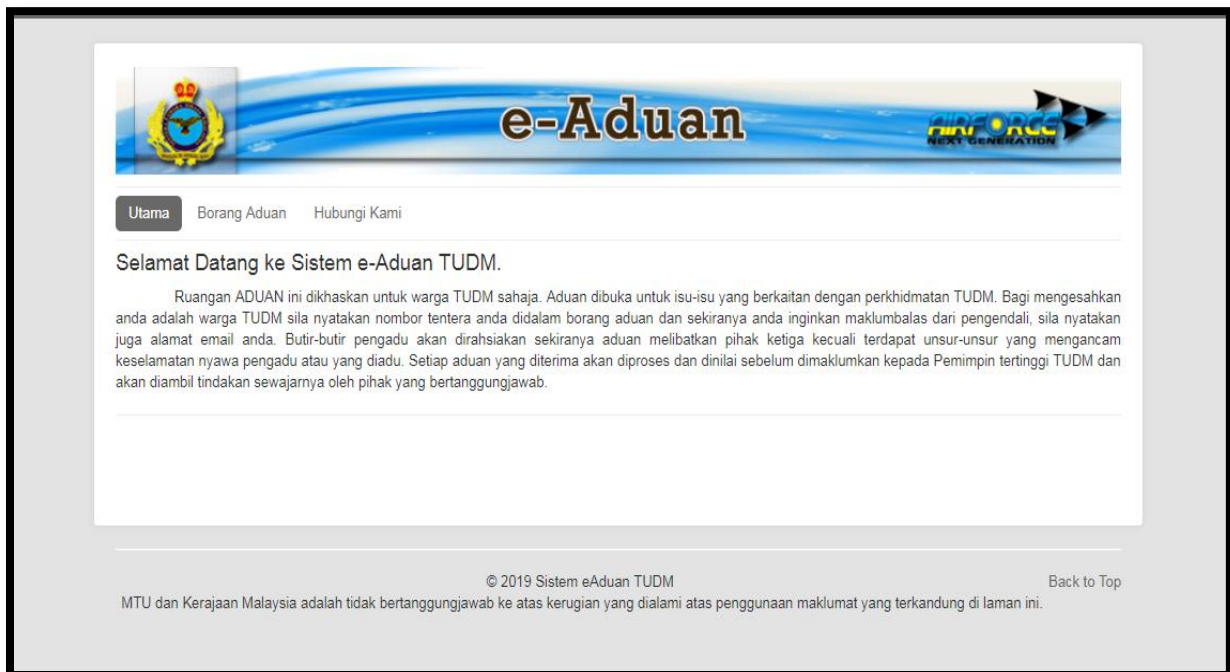 e-Aduan
AIRFORCE
NEXT GENERATION
Utama Borang Aduan Hubungi Kami
Selamat Datang ke Sistem e-Aduan TUDM.
Ruangan ADUAN ini dikhaskan untuk warga TUDM sahaja. Aduan dibuka untuk isu-isu yang berkaitan dengan perkhidmatan TUDM. Bagi mengesahkan
anda adalah warga TUDM sila nyatakan nombor tentera anda didalam borang aduan dan sekiranya anda inginkan maklumbalas dari pengendali, sila nyatakan
juga alamat email anda. Butir-butir pengadu akan dirahsiakan sekiranya aduan melibatkan pihak ketiga kecuali terdapat unsur-unsur yang mengancam
keselamatan nyawa pengadu atau yang diadu. Setiap aduan yang diterima akan diproses dan dinilai sebelum dimaklumkan kepada Pemimpin tertinggi TUDM dan
akan diambil tindakan sewajarnya oleh pihak yang bertanggungjawab.
© 2019 Sistem eAduan TUDM Back to Top
MTU dan Kerajaan Malaysia adalah tidak bertanggungjawab ke atas kerugian yang dialami atas penggunaan maklumat yang terkandung di laman ini.